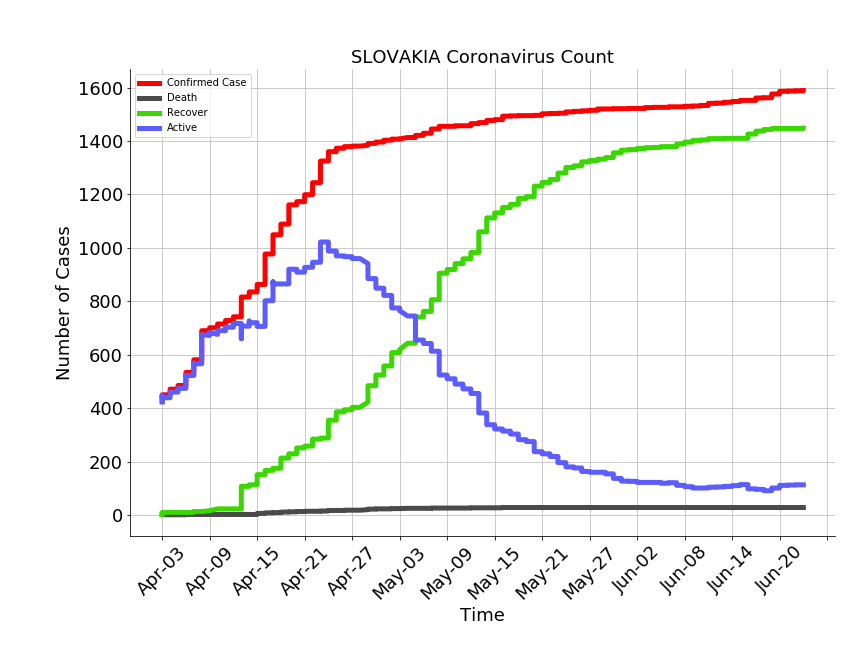 SLOVAKIA Coronavirus Count
Confirmed Case
Death
Recover
Active
Number of Cases
1600
1400
1200
1000
800
600
400
200
0
Apr-03
Apr-09
Apr-15
Apr-21
Apr-27
May-03
May-09
May-15
May-21
May-27
Jun-02
Jun-08
Jun-14
Jun-20
Time